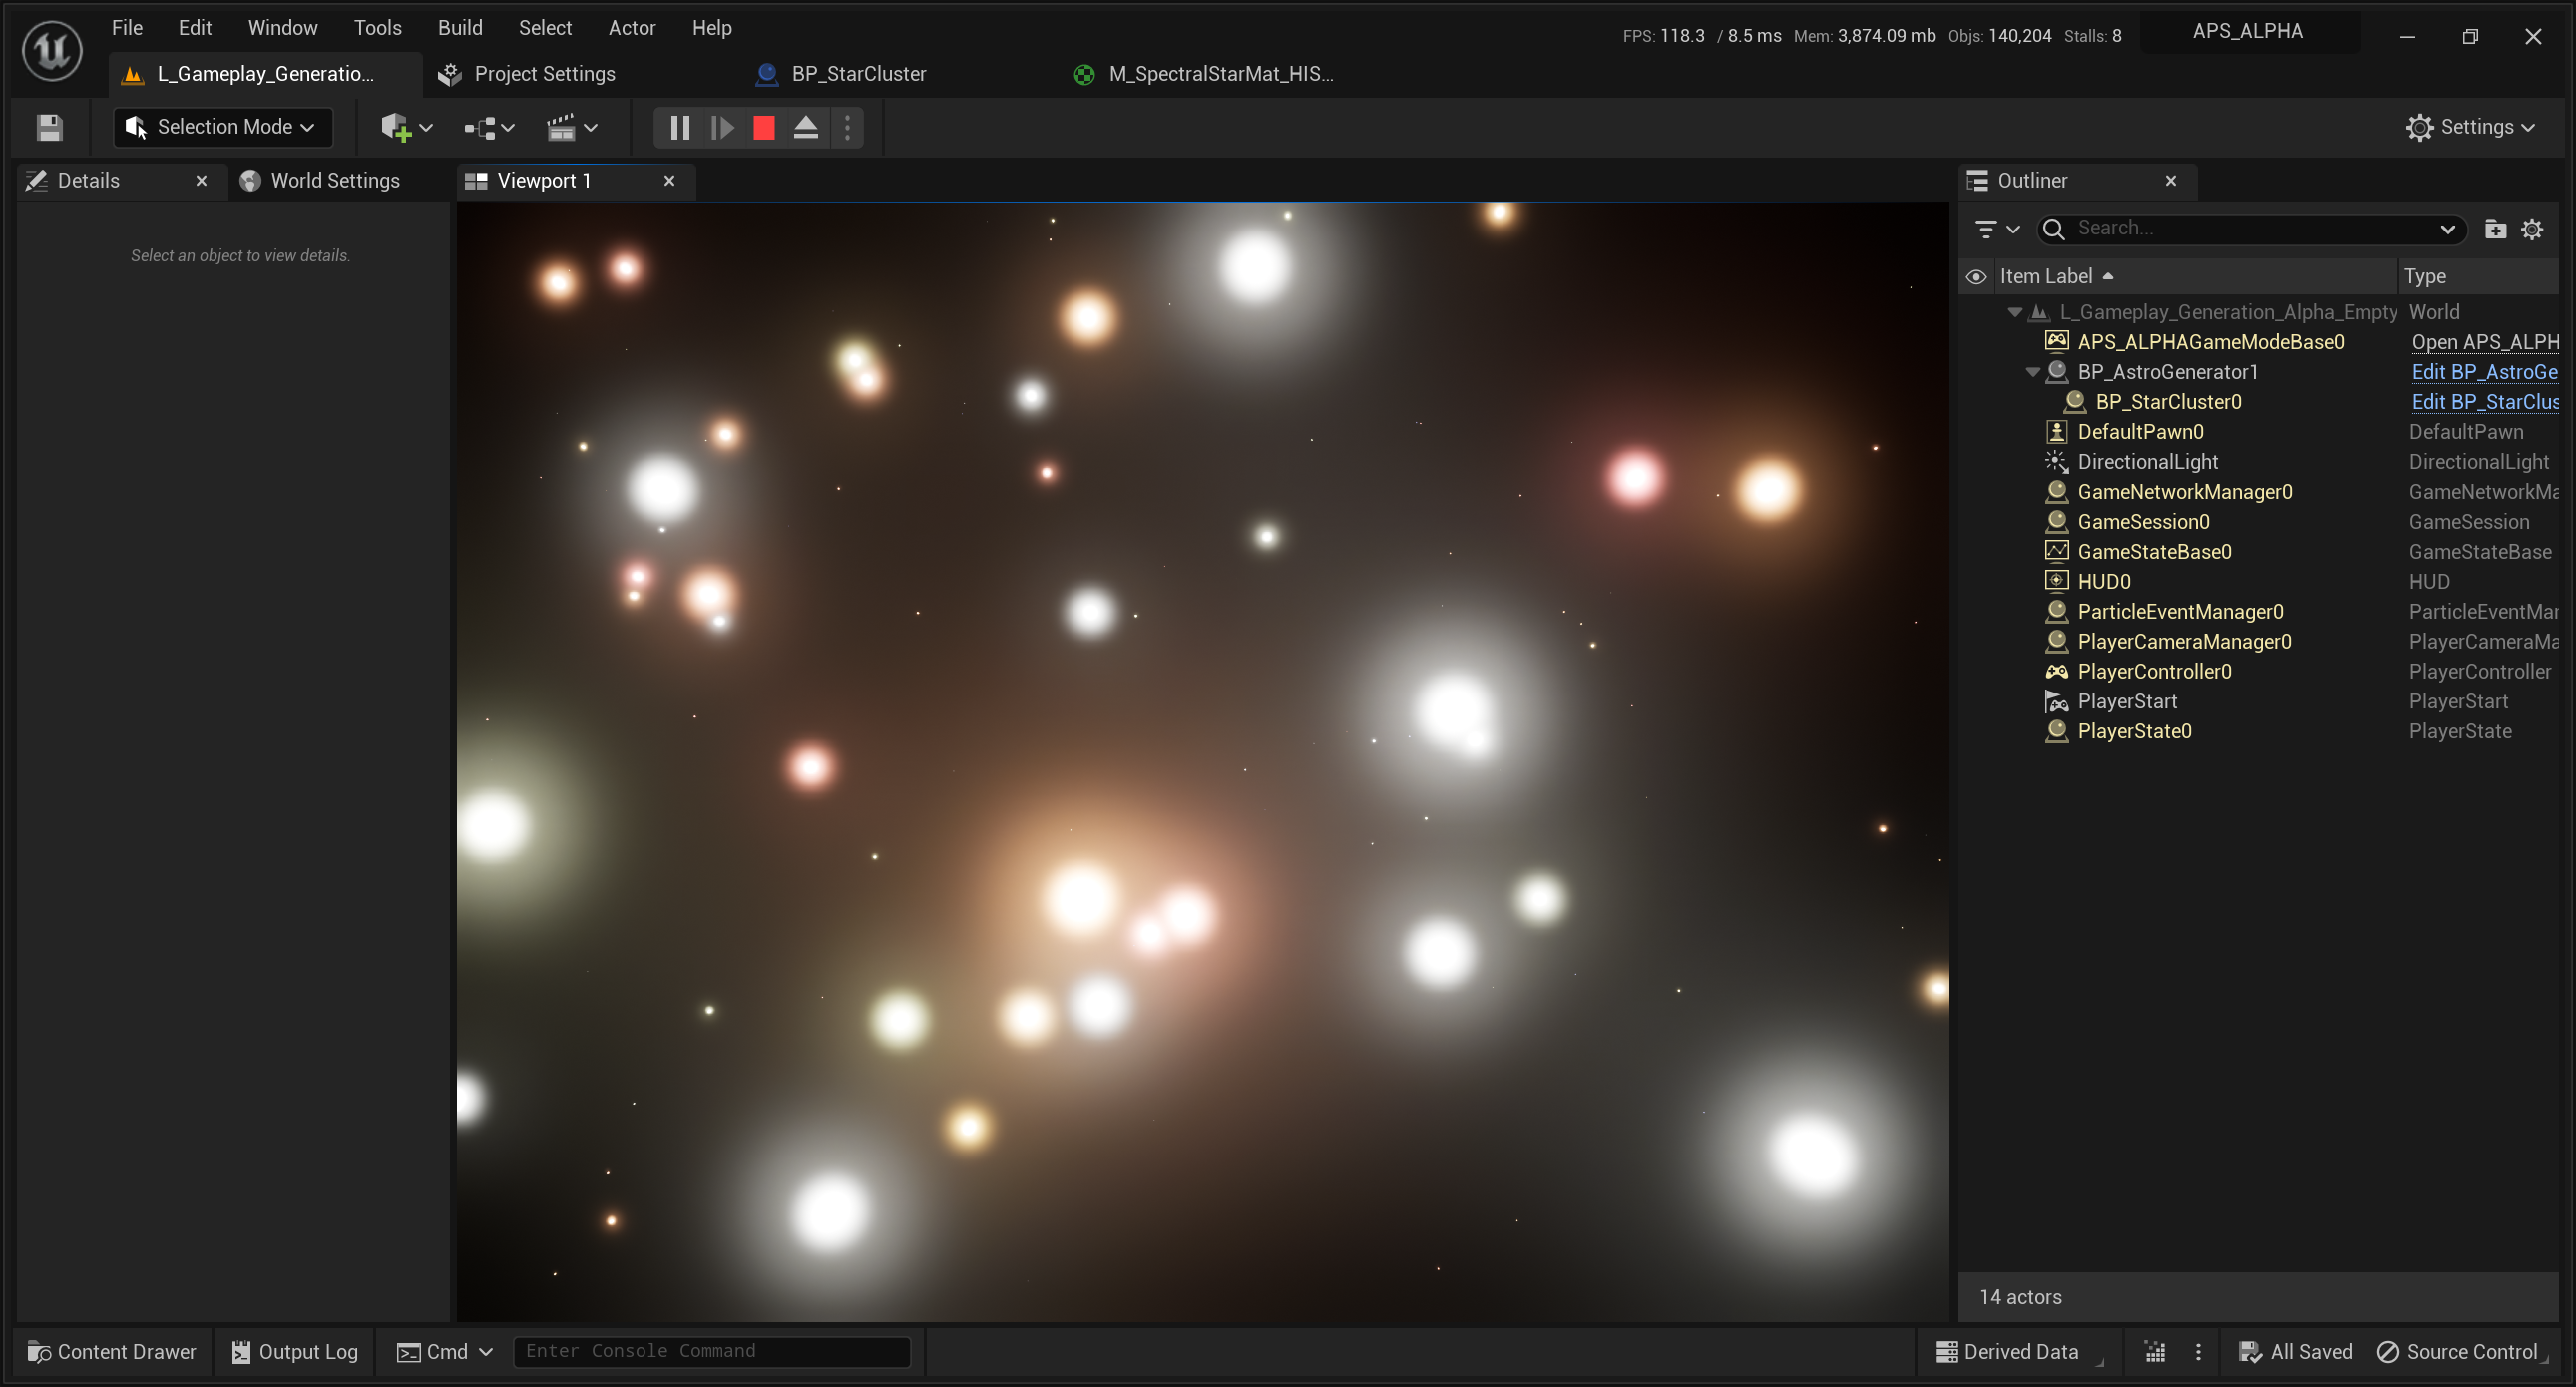 File Edit Window Tools Build Select Actor Help
FPS: 118.3 / 8.5 ms Mem: 3,874.09 mb Objs: 140,204 Stalls: 8
APS_ALPHA
L_Gameplay_Generatio...
Project Settings
BP_StarCluster
M_SpectralStarMat_HIS...
Selection Mode
Settings
Details
World Settings
Viewport 1
Outliner
Select an object to view details.
Search...
Item Label Type
L_Gameplay_Generation_Alpha_Empty World
APS_ALPHAGameModeBase0 Open APS_ALPH
BP_AstroGenerator1 Edit BP_AstroGe
BP_StarCluster0 Edit BP_StarClus
DefaultPawn0 DefaultPawn
DirectionalLight DirectionalLight
GameNetworkManager0 GameNetworkMa
GameSession0 GameSession
GameStateBase0 GameStateBase
HUD0 HUD
ParticleEventManager0 ParticleEventMar
PlayerCameraManager0 PlayerCameraMa
PlayerController0 PlayerController
PlayerStart PlayerStart
PlayerState0 PlayerState
14 actors
Content Drawer
Output Log
Cmd
Enter Console Command
Derived Data
All Saved
Source Control